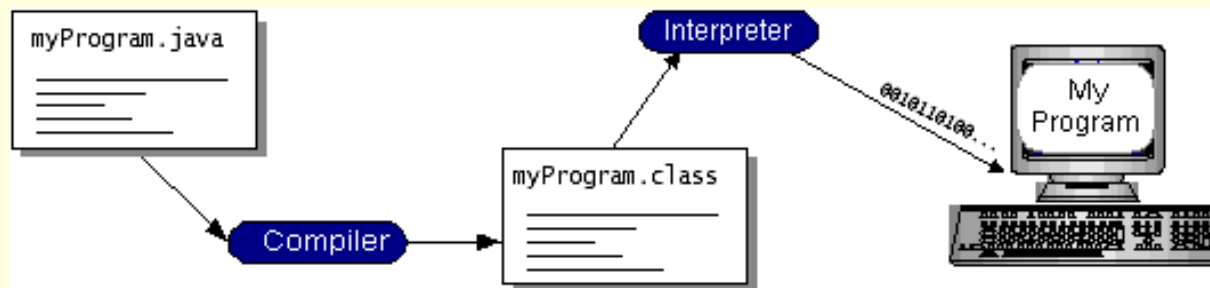 myProgram.java
Compiler
myProgram.class
Interpreter
0010110100...
My
Program